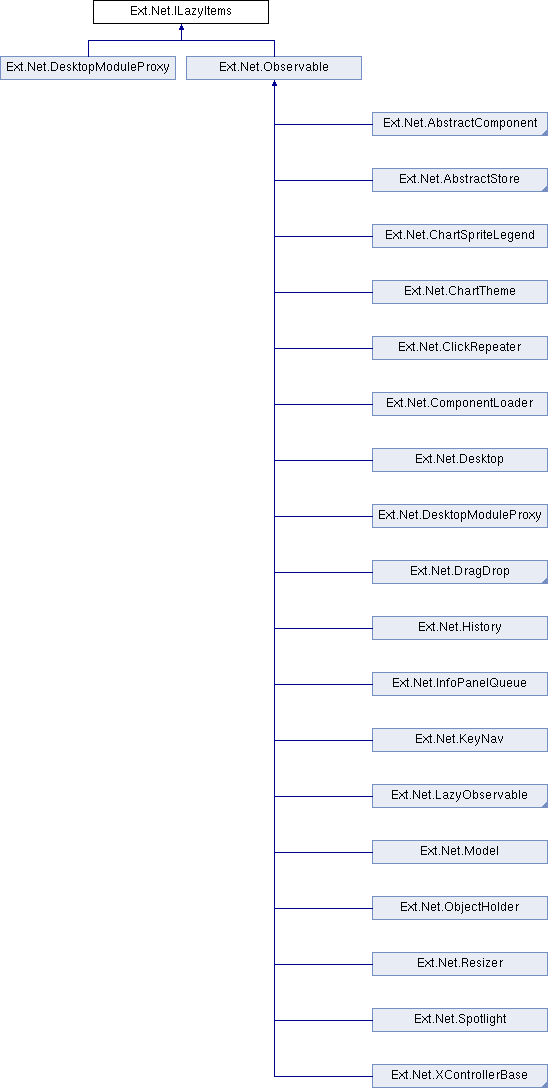 Ext.Net.ILazyItems
Ext.Net.DesktopModuleProxy
Ext.Net.Observable
Ext.Net.AbstractComponent
Ext.Net.AbstractStore
Ext.Net.ChartSpriteLegend
Ext.Net.ChartTheme
Ext.Net.ClickRepeater
Ext.Net.ComponentLoader
Ext.Net.Desktop
Ext.Net.DesktopModuleProxy
Ext.Net.DragDrop
Ext.Net.History
Ext.Net.InfoPanelQueue
Ext.Net.KeyNav
Ext.Net.LazyObservable
Ext.Net.Model
Ext.Net.ObjectHolder
Ext.Net.Resizer
Ext.Net.Spotlight
Ext.Net.XControllerBase